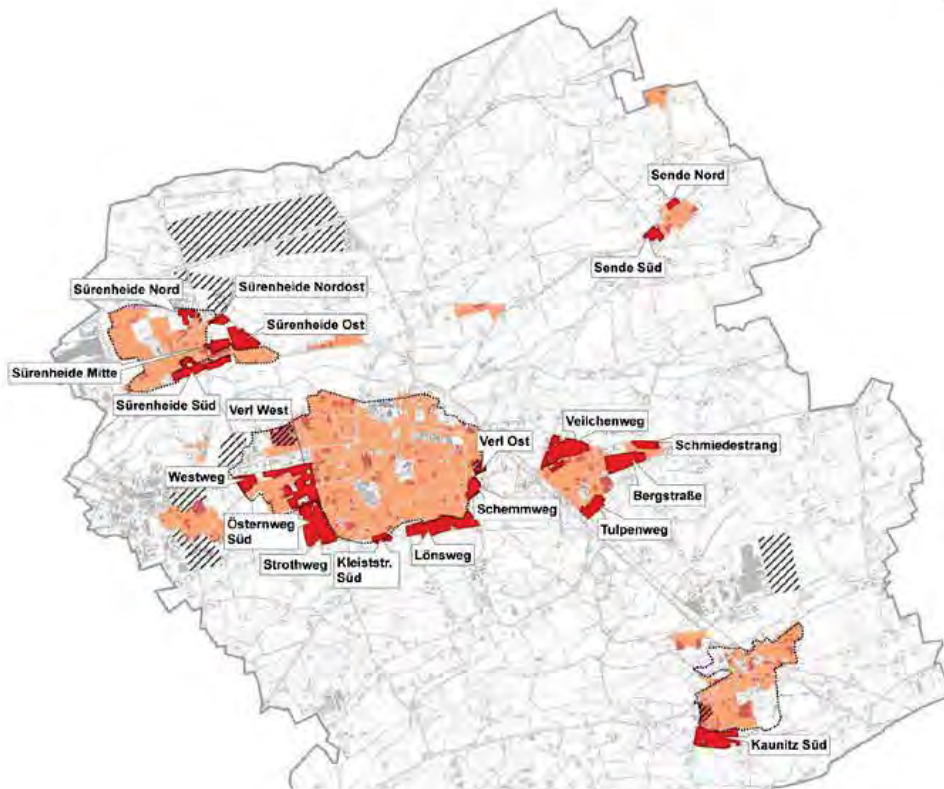 Sende Nord
Sende Süd
Sürenheide Nord
Sürenheide Nordost
Sürenheide Ost
Sürenheide Mitte
Sürenheide Süd
Verl West
Veilchenweg
Schmiedestrang
Verl Ost
Westweg
Bergstraße
Schemmweg
Östernweg
Süd
Tulpenweg
Strothweg
Kleiststr.
Süd
Lönsweg
Kaunitz Süd